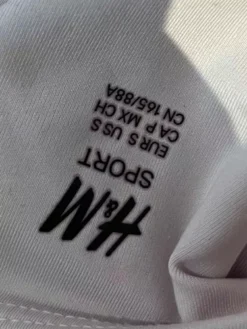 H&M
SPORT
EUR S US S
CA P MX CH
CN 165/88A